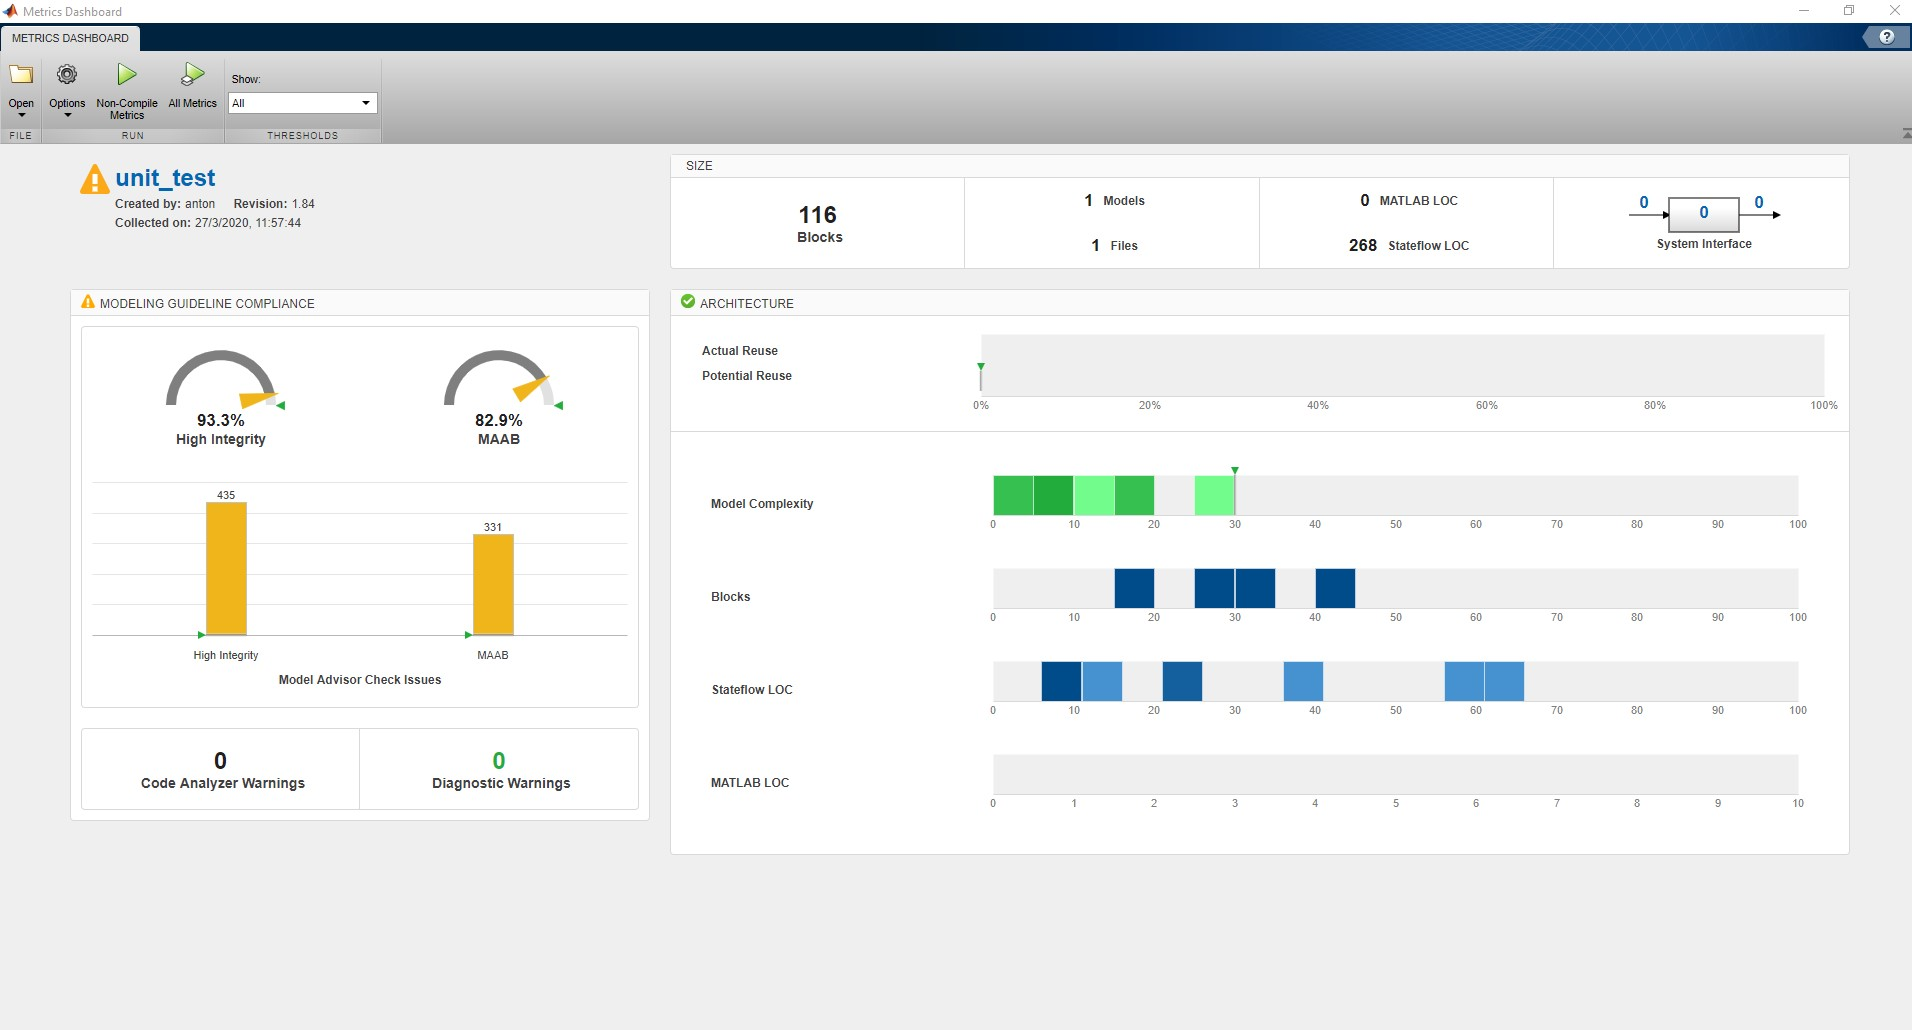 Metrics Dashboard
METRICS DASHBOARD
?
Open
Options
Non-Compile
Metrics
All Metrics
Show:
All
FILE
RUN
THRESHOLDS
unit_test
Created by: anton Revision: 1.84
Collected on: 27/3/2020, 11:57:44
SIZE
116
Blocks
1 Models
1 Files
0 MATLAB LOC
268 Stateflow LOC
0 0 0
System Interface
MODELING GUIDELINE COMPLIANCE
93.3%
High Integrity
82.9%
MAAB
435
331
High Integrity MAAB
Model Advisor Check Issues
0
Code Analyzer Warnings
0
Diagnostic Warnings
ARCHITECTURE
Actual Reuse
Potential Reuse
0% 20% 40% 60% 80% 100%
Model Complexity
0 10 20 30 40 50 60 70 80 90 100
Blocks
0 10 20 30 40 50 60 70 80 90 100
Stateflow LOC
0 10 20 30 40 50 60 70 80 90 100
MATLAB LOC
0 1 2 3 4 5 6 7 8 9 10